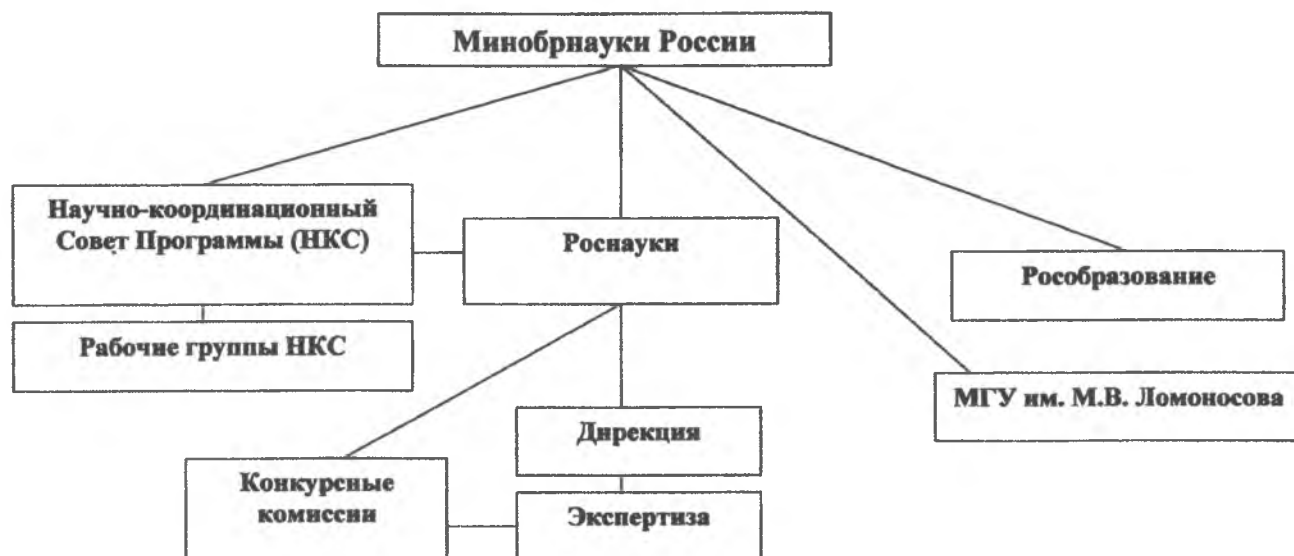 Минобрнауки России
Научно-координационный
Совет Программы (НКС)
Роснауки
Рособразование
Рабочие группы НКС
МГУ им. М.В. Ломоносова
Дирекция
Конкурсные
комиссии
Экспертиза